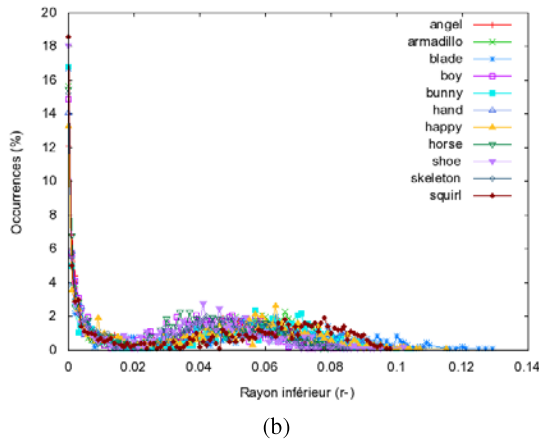 20
18
16
14
12
10
8
6
4
2
0
Occurrences (%)
angel
armadillo
blade
boy
bunny
hand
happy
horse
shoe
skeleton
squirl
0 0.02 0.04 0.06 0.08 0.1 0.12 0.14
Rayon inférieur (r-)
(b)